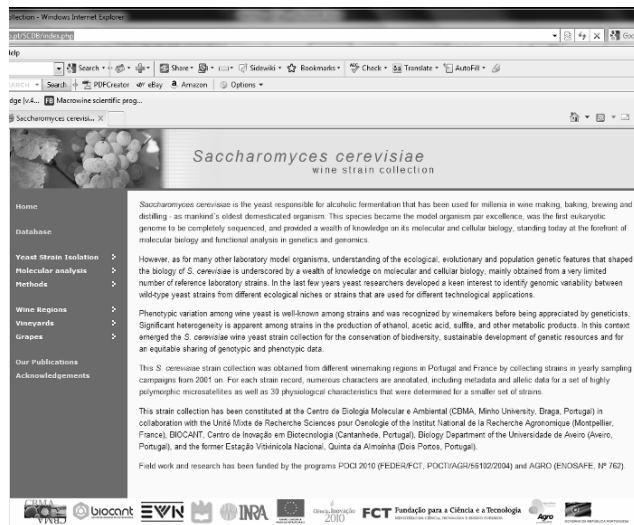 ollection - Windows Internet Explorer
o.pt/SCDB/index.php
Help
Search Share Sidewiki Bookmarks Check Translate AutoFill
Search PDFCreator eBay Amazon Options
dge [v.4... Macrowine scientific prog...
Saccharomyces cerevisi... X
Saccharomyces cerevisiae
wine strain collection
Home
Database
Yeast Strain Isolation
Molecular analysis
Methods
Wine Regions
Vineyards
Grapes
Our Publications
Acknowledgements
Saccharomyces cerevisiae is the yeast responsible for alcoholic fermentation that has been used for millenia in wine making, baking, brewing and
distilling - as mankind´s oldest domesticated organism. This species became the model organism par excellence, was the first eukaryotic
genome to be completely sequenced, and provided a wealth of knowledge on its molecular and cellular biology, standing today at the forefront of
molecular biology and functional analysis in genetics and genomics.
However, as for many other laboratory model organisms, understanding of the ecological, evolutionary and population genetic features that shaped
the biology of S. cerevisiae is underscored by a wealth of knowledge on molecular and cellular biology, mainly obtained from a very limited
number of reference laboratory strains. In the last few years yeast researchers developed a keen interest to identify genomic variability between
wild-type yeast strains from different ecological niches or strains that are used for different technological applications.
Phenotypic variation among wine yeast is well-known among strains and was recognized by winemakers before being appreciated by geneticists.
Significant heterogeneity is apparent among strains in the production of ethanol, acetic acid, sulfite, and other metabolic products. In this context
emerged the S. cerevisiae wine yeast strain collection for the conservation of biodiversity, sustainable development of genetic resources and for
an equitable sharing of genotypic and phenotypic data.
This S. cerevisiae strain collection was obtained from different winemaking regions in Portugal and France by collecting strains in yearly sampling
campaigns from 2001 on. For each strain record, numerous characters are annotated, including metadata and allelic data for a set of highly
polymorphic microsatellites as well as 30 physiological characteristics that were determined for a smaller set of strains.
This strain collection has been constituted at the Centro de Biologia Molecular e Ambiental (CBMA, Minho University, Braga, Portugal) in
collaboration with the Unité Mixte de Recherche Sciences pour Oenologie of the Institut National de la Recherche Agronomique (Montpellier,
France), BIOCANT, Centro de Inovação em Biotecnologia (Cantanhede, Portugal), Biology Department of the Universidade de Aveiro (Aveiro,
Portugal), and the former Estação Vitivinícola Nacional, Quinta da Almoínha (Dois Portos, Portugal).
Field work and research has been funded by the programs POCI 2010 (FEDER/FCT, POCTI/AGR/56102/2004) and AGRO (ENOSAFE, Nº 762).
CBMA biocant EVN INRA 2010 FCT Fundação para a Ciência e a Tecnologia Agro